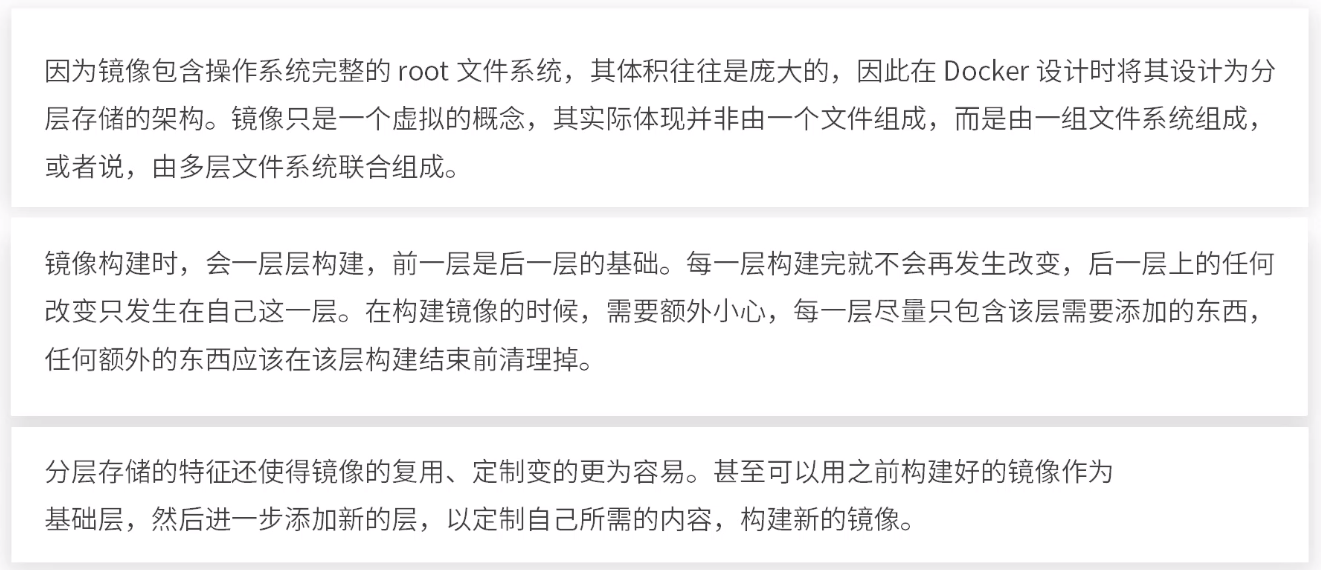 因为镜像包含操作系统完整的 root 文件系统，其体积往往是庞大的，因此在 Docker 设计时将其设计为分
层存储的架构。镜像只是一个虚拟的概念，其实际体现并非由一个文件组成，而是由一组文件系统组成，
或者说，由多层文件系统联合组成。
镜像构建时，会一层层构建，前一层是后一层的基础。每一层构建完就不会再发生改变，后一层上的任何
改变只发生在自己这一层。在构建镜像的时候，需要额外小心，每一层尽量只包含该层需要添加的东西，
任何额外的东西应该在该层构建结束前清理掉。
分层存储的特征还使得镜像的复用、定制变的更为容易。甚至可以用之前构建好的镜像作为
基础层，然后进一步添加新的层，以定制自己所需的内容，构建新的镜像。